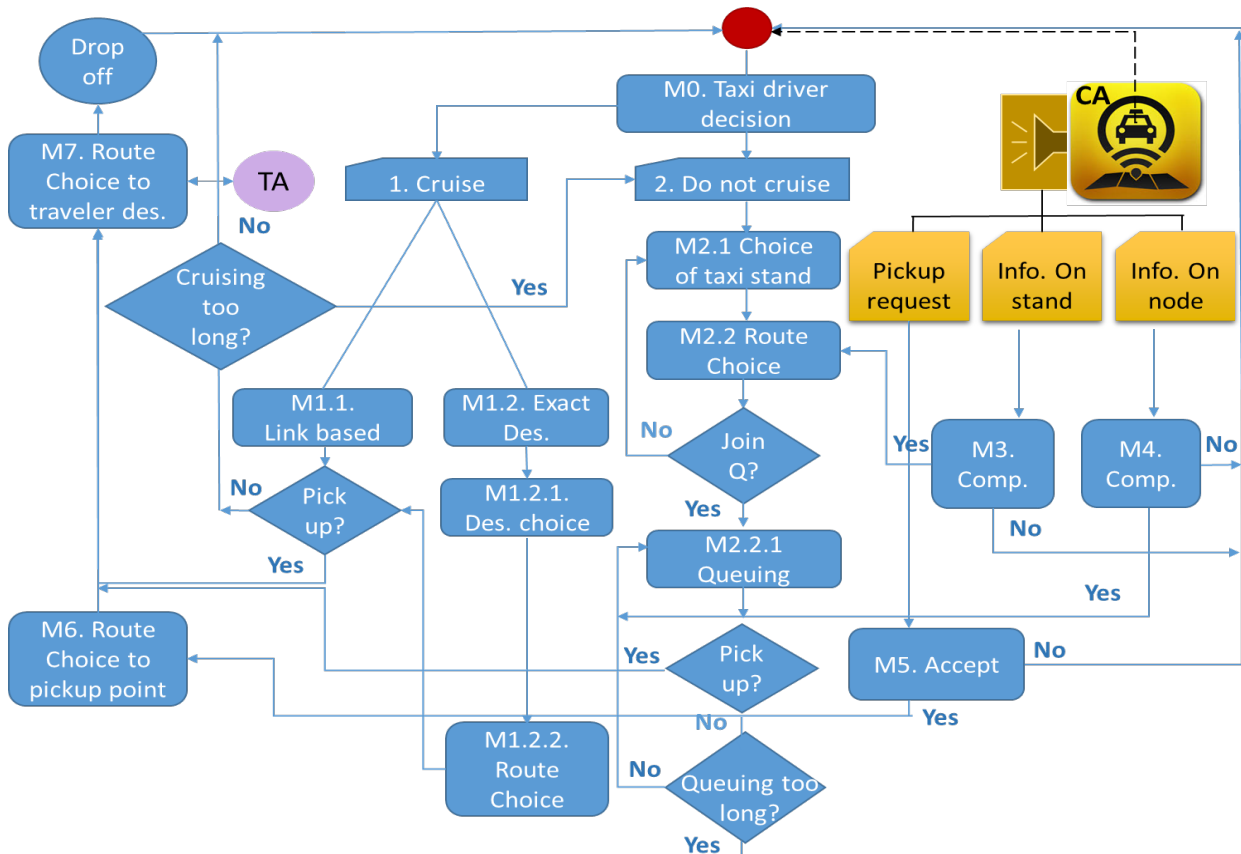 Drop
off
M0. Taxi driver
decision
CA
M7. Route
Choice to
traveler des.
TA
1. Cruise
2. Do not cruise
No
Cruising
too
long?
Yes
M2.1 Choice
of taxi stand
Pickup
request
Info. On
stand
Info. On
node
M2.2 Route
Choice
M1.1.
Link based
M1.2. Exact
Des.
No
Join
Q?
Yes
M3.
Comp.
M4.
Comp.
No
No
Pick
up?
M1.2.1.
Des. choice
Yes
No
Yes
M2.2.1
Queuing
Yes
M6. Route
Choice to
pickup point
Yes
Pick
up?
M5. Accept
No
Yes
No
M1.2.2.
Route
Choice
No
Queuing too
long?
Yes